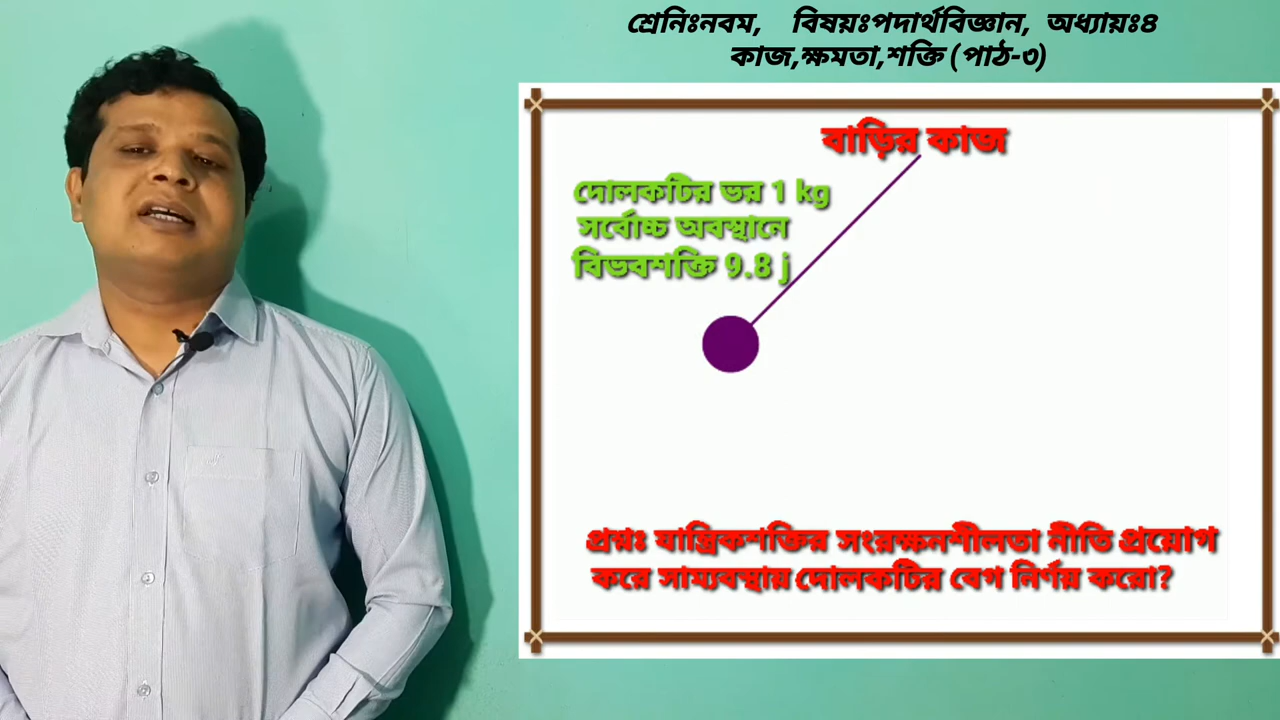 শ্রেনিঃনবম, বিষয়ঃপদার্থবিজ্ঞান, অধ্যায়ঃ৪
কাজ,ক্ষমতা,শক্তি (পাঠ-৩)
বাড়ির কাজ
দোলকটির ভর 1 kg
সর্বোচ্চ অবস্থানে
বিভবশক্তি 9.8 j
প্রশ্নঃ যান্ত্রিকশক্তির সংরক্ষনশীলতা নীতি প্রয়োগ
করে সাম্যবস্থায় দোলকটির বেগ নির্ণয় করো?